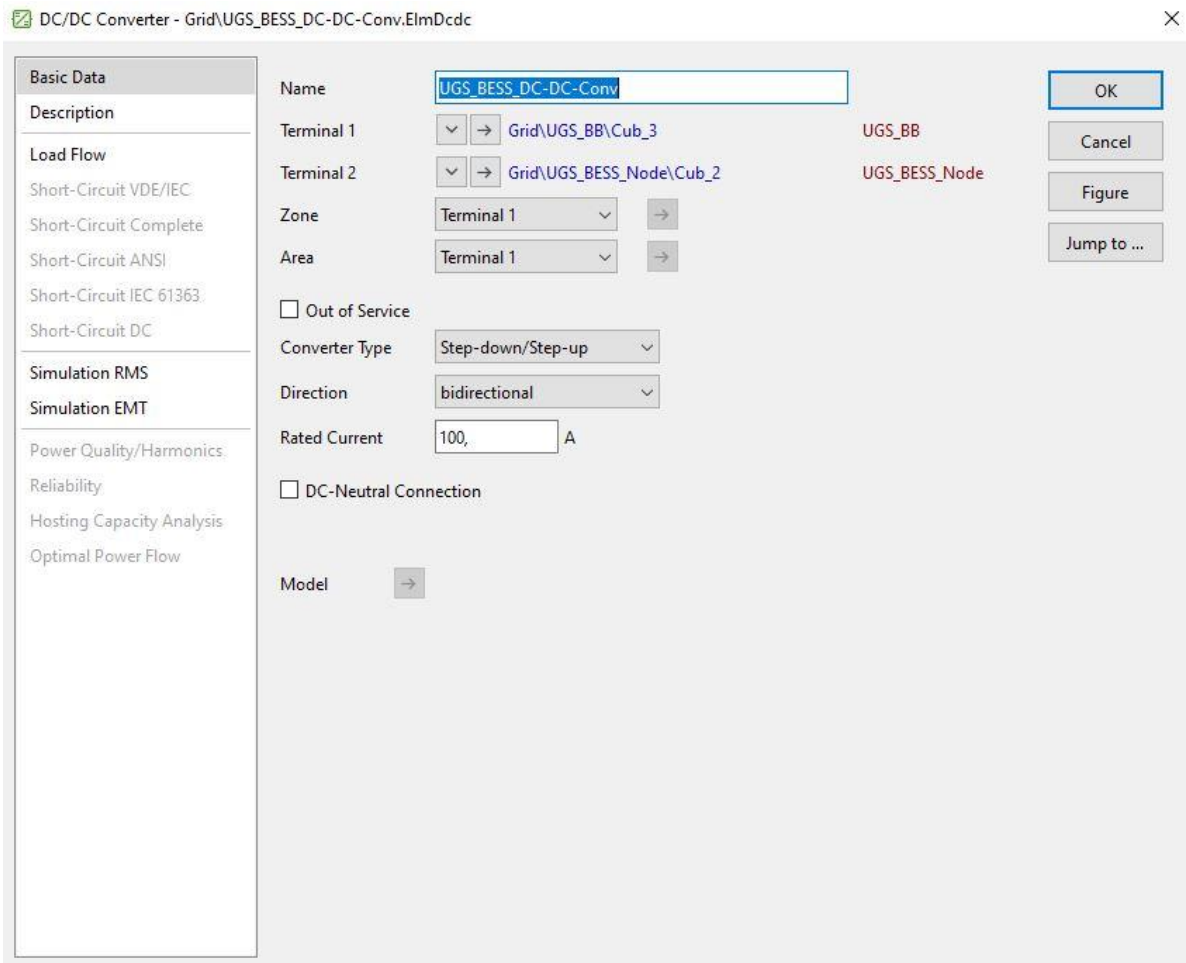 DC/DC Converter - Grid\UGS_BESS_DC-DC-Conv.ElmDcdc
Basic Data
Description
Load Flow
Short-Circuit VDE/IEC
Short-Circuit Complete
Short-Circuit ANSI
Short-Circuit IEC 61363
Short-Circuit DC
Simulation RMS
Simulation EMT
Power Quality/Harmonics
Reliability
Hosting Capacity Analysis
Optimal Power Flow
Name UGS_BESS_DC-DC-Conv
Terminal 1 Grid\UGS_BB\Cub_3 UGS_BB
Terminal 2 Grid\UGS_BESS_Node\Cub_2 UGS_BESS_Node
Zone Terminal 1
Area Terminal 1
Out of Service
Converter Type Step-down/Step-up
Direction bidirectional
Rated Current 100, A
DC-Neutral Connection
Model
OK
Cancel
Figure
Jump to ...